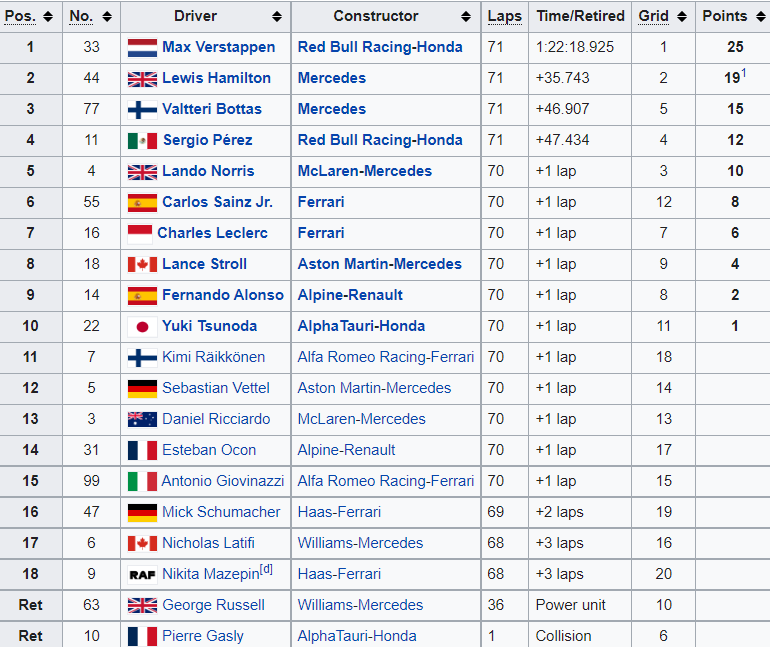 Pos. No. Driver Constructor Laps Time/Retired Grid Points
1 33 Max Verstappen Red Bull Racing-Honda 71 1:22:18.925 1 25
2 44 Lewis Hamilton Mercedes 71 +35.743 2 19¹
3 77 Valtteri Bottas Mercedes 71 +46.907 5 15
4 11 Sergio Pérez Red Bull Racing-Honda 71 +47.434 4 12
5 4 Lando Norris McLaren-Mercedes 70 +1 lap 3 10
6 55 Carlos Sainz Jr. Ferrari 70 +1 lap 12 8
7 16 Charles Leclerc Ferrari 70 +1 lap 7 6
8 18 Lance Stroll Aston Martin-Mercedes 70 +1 lap 9 4
9 14 Fernando Alonso Alpine-Renault 70 +1 lap 8 2
10 22 Yuki Tsunoda AlphaTauri-Honda 70 +1 lap 11 1
11 7 Kimi Räikkönen Alfa Romeo Racing-Ferrari 70 +1 lap 18
12 5 Sebastian Vettel Aston Martin-Mercedes 70 +1 lap 14
13 3 Daniel Ricciardo McLaren-Mercedes 70 +1 lap 13
14 31 Esteban Ocon Alpine-Renault 70 +1 lap 17
15 99 Antonio Giovinazzi Alfa Romeo Racing-Ferrari 70 +1 lap 15
16 47 Mick Schumacher Haas-Ferrari 69 +2 laps 19
17 6 Nicholas Latifi Williams-Mercedes 68 +3 laps 16
18 9 RAF Nikita Mazepin[d] Haas-Ferrari 68 +3 laps 20
Ret 63 George Russell Williams-Mercedes 36 Power unit 10
Ret 10 Pierre Gasly AlphaTauri-Honda 1 Collision 6